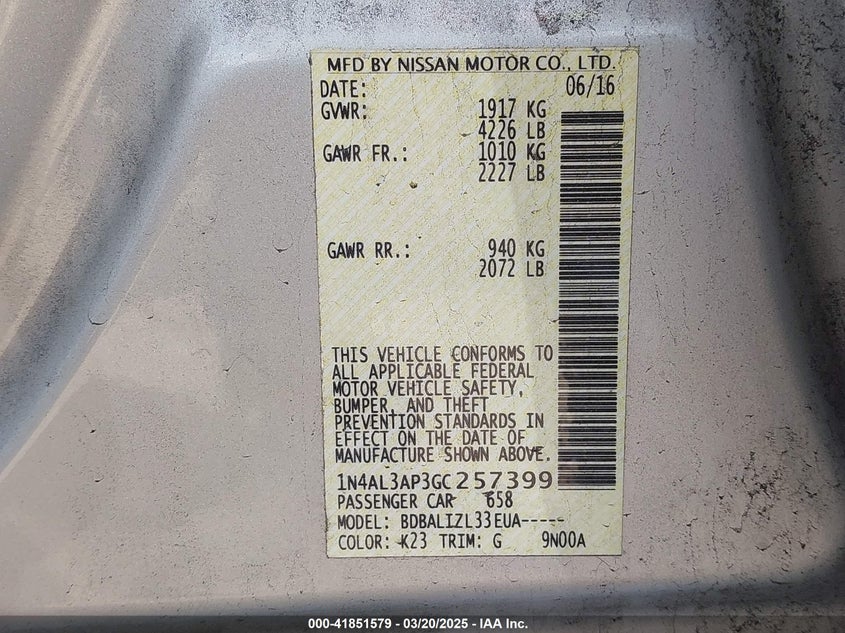 MFD BY NISSAN MOTOR CO., LTD.
DATE: 06/16
GVWR: 1917 KG
4226 LB
GAWR FR.: 1010 KG
2227 LB
GAWR RR.: 940 KG
2072 LB
THIS VEHICLE CONFORMS TO
ALL APPLICABLE FEDERAL
MOTOR VEHICLE SAFETY,
BUMPER, AND THEFT
PREVENTION STANDARDS IN
EFFECT ON THE DATE OF
MANUFACTURE SHOWN ABOVE.
1N4AL3AP3GC257399
PASSENGER CAR 658
MODEL: BDBALIZL33EUA-----
COLOR: K23 TRIM: G 9N00A
000-41851579 — 03/20/2025 — IAA Inc.